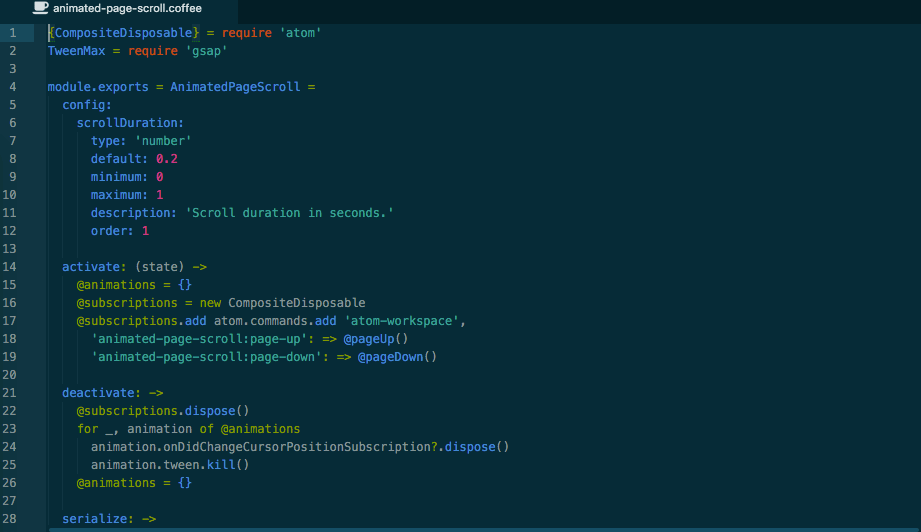 animated-page-scroll.coffee
1 {CompositeDisposable} = require 'atom'
2 TweenMax = require 'gsap'
3
4 module.exports = AnimatedPageScroll =
5   config:
6     scrollDuration:
7       type: 'number'
8       default: 0.2
9       minimum: 0
10       maximum: 1
11       description: 'Scroll duration in seconds.'
12       order: 1
13
14   activate: (state) ->
15     @animations = {}
16     @subscriptions = new CompositeDisposable
17     @subscriptions.add atom.commands.add 'atom-workspace',
18       'animated-page-scroll:page-up': => @pageUp()
19       'animated-page-scroll:page-down': => @pageDown()
20
21   deactivate: ->
22     @subscriptions.dispose()
23     for _, animation of @animations
24       animation.onDidChangeCursorPositionSubscription?.dispose()
25       animation.tween.kill()
26     @animations = {}
27
28   serialize: ->